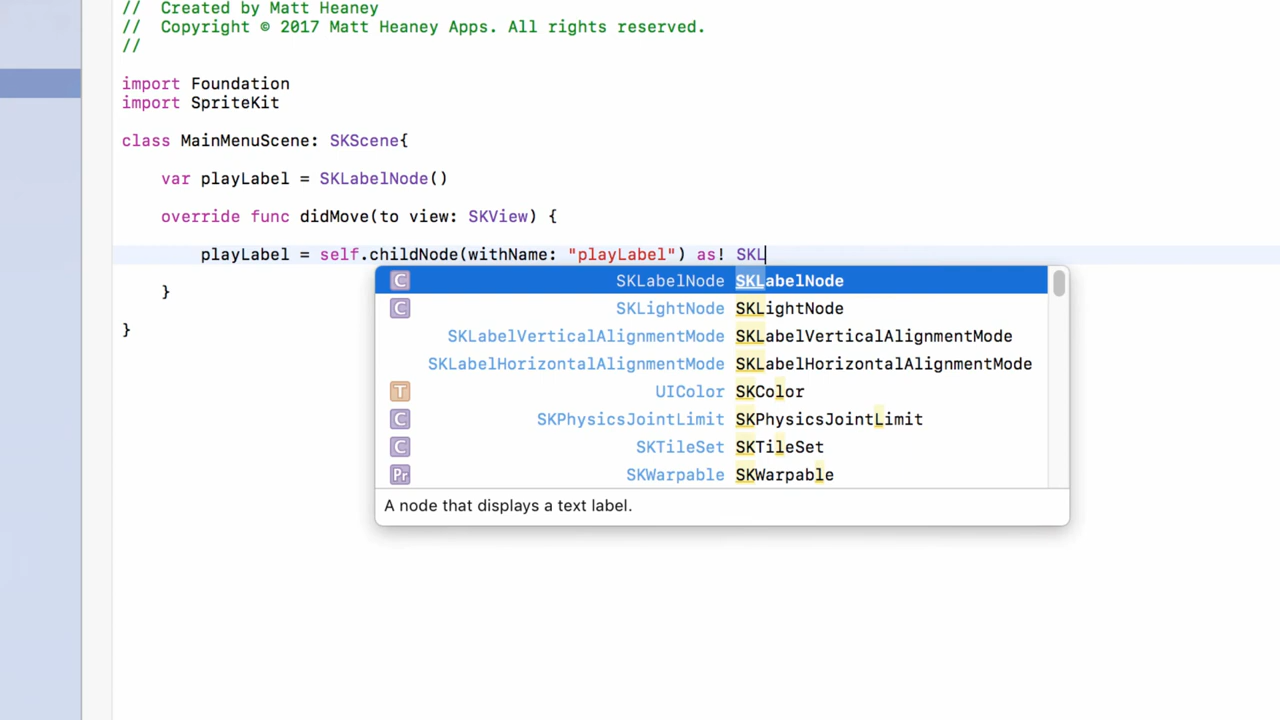 //  Created by Matt Heaney
//  Copyright © 2017 Matt Heaney Apps. All rights reserved.
//
import Foundation
import SpriteKit
class MainMenuScene: SKScene{
var playLabel = SKLabelNode()
override func didMove(to view: SKView) {
playLabel = self.childNode(withName: "playLabel") as! SKL
C SKLabelNode SKLabelNode
C SKLightNode SKLightNode
SKLabelVerticalAlignmentMode SKLabelVerticalAlignmentMode
SKLabelHorizontalAlignmentMode SKLabelHorizontalAlignmentMode
T UIColor SKColor
C SKPhysicsJointLimit SKPhysicsJointLimit
C SKTileSet SKTileSet
Pr SKWarpable SKWarpable
A node that displays a text label.
}
}